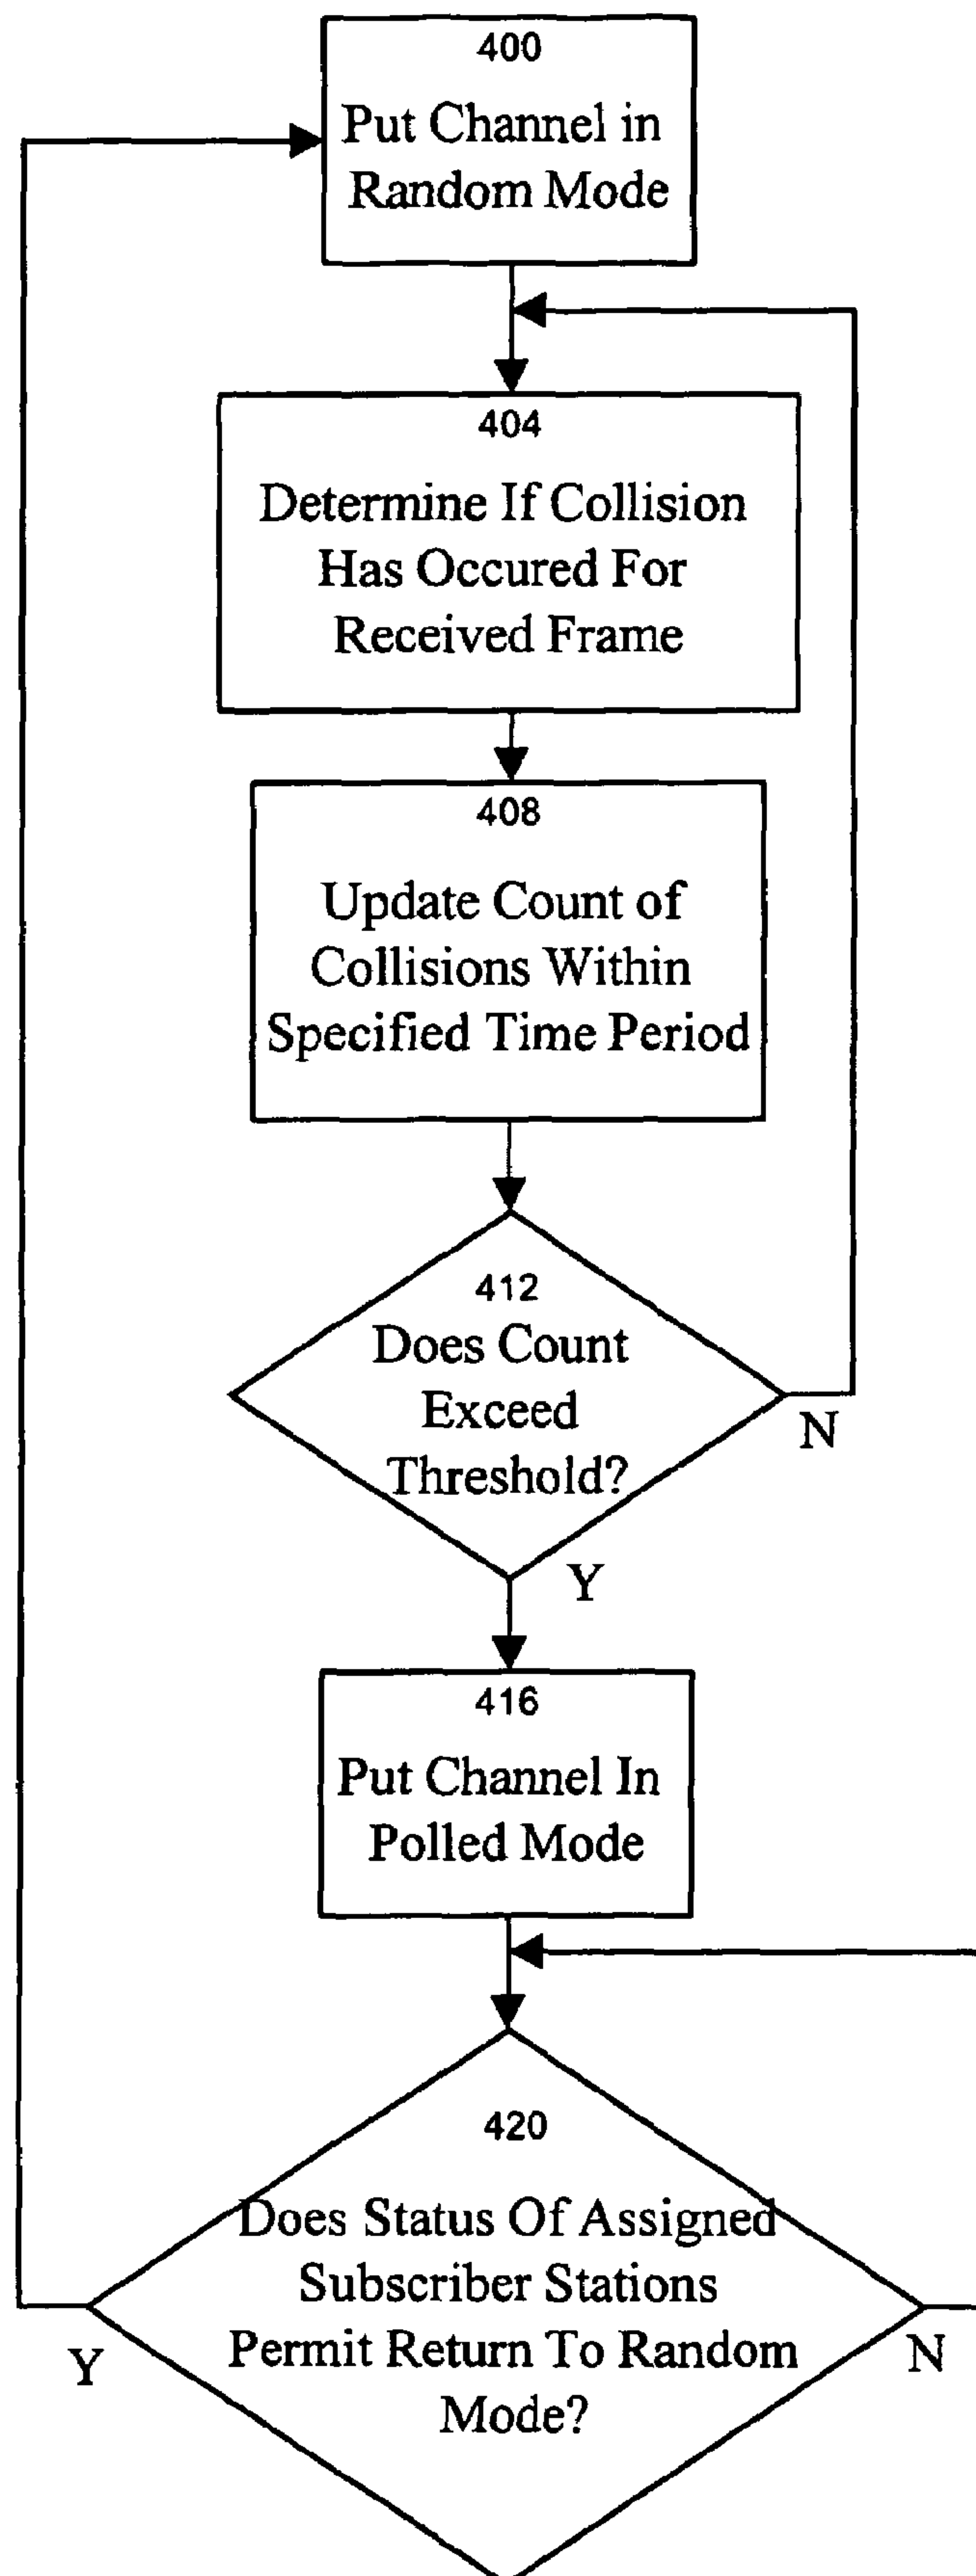 400
Put Channel in
Random Mode
404
Determine If Collision
Has Occured For
Received Frame
408
Update Count of
Collisions Within
Specified Time Period
412
Does Count
Exceed
Threshold?
N
Y
416
Put Channel In
Polled Mode
420
Does Status Of Assigned
Subscriber Stations
Permit Return To Random
Mode?
Y
N